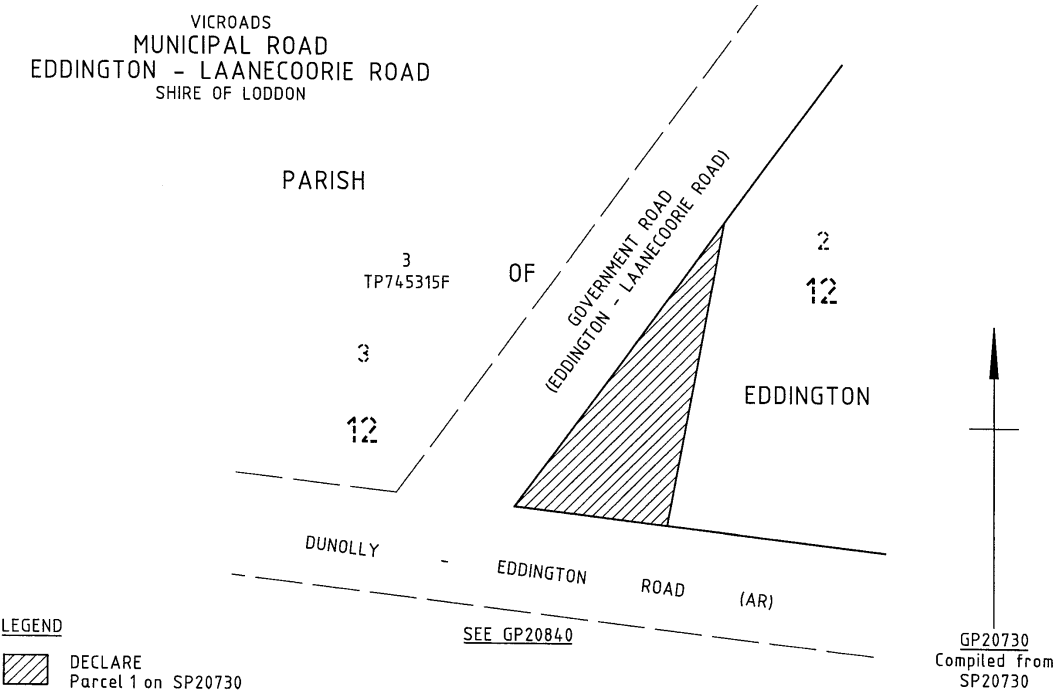 VICROADS
MUNICIPAL ROAD
EDDINGTON - LAANECOORIE ROAD
SHIRE OF LODDON
PARISH
OF
EDDINGTON
3
TP745315F
3
12
GOVERNMENT ROAD
(EDDINGTON - LAANECOORIE ROAD)
2
12
DUNOLLY - EDDINGTON ROAD (AR)
SEE GP20840
LEGEND
DECLARE
Parcel 1 on SP20730
GP20730
Compiled from
SP20730